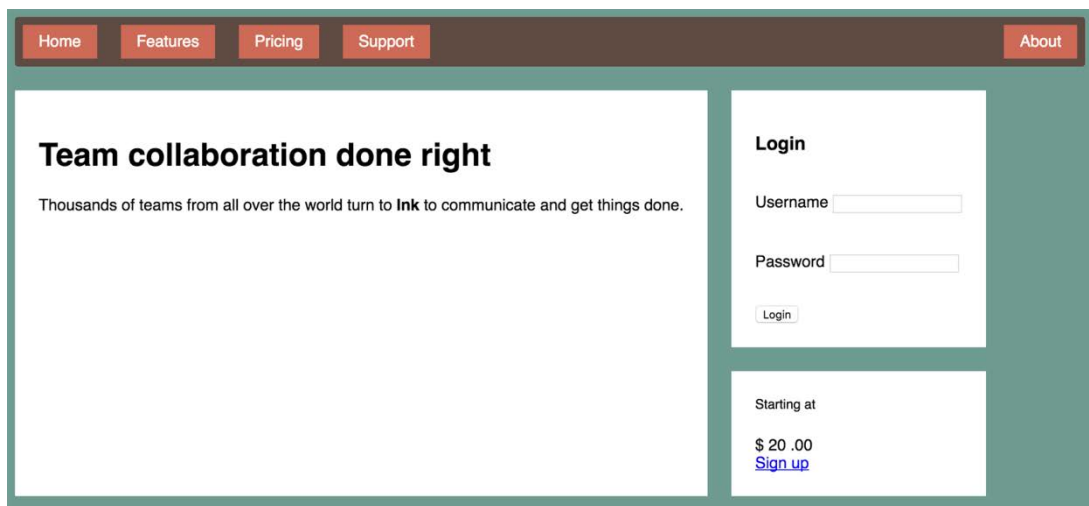 Home Features Pricing Support About
Team collaboration done right
Thousands of teams from all over the world turn to Ink to communicate and get things done.
Login
Username
Password
Login
Starting at
$ 20 .00
Sign up